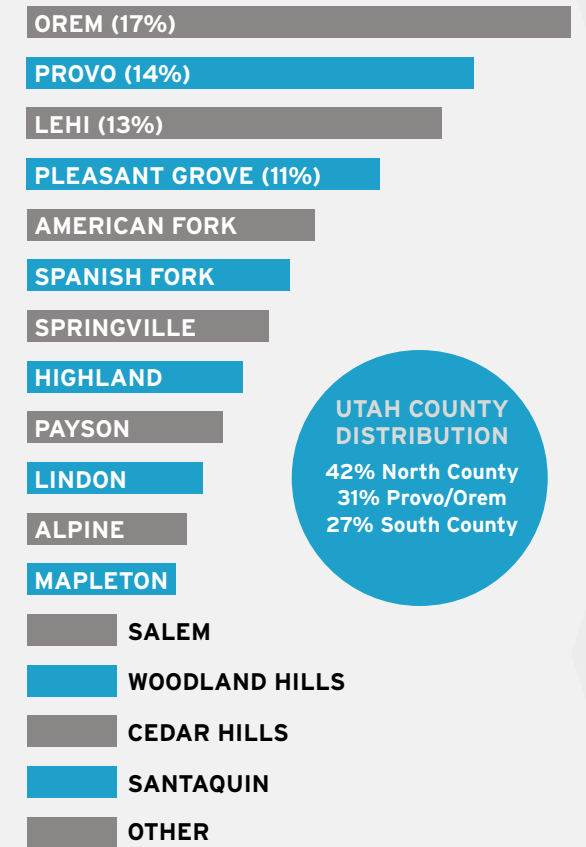 OREM (17%)
PROVO (14%)
LEHI (13%)
PLEASANT GROVE (11%)
AMERICAN FORK
SPANISH FORK
SPRINGVILLE
HIGHLAND
PAYSON
LINDON
ALPINE
MAPLETON
SALEM
WOODLAND HILLS
CEDAR HILLS
SANTAQUIN
OTHER
UTAH COUNTY
DISTRIBUTION
42% North County
31% Provo/Orem
27% South County